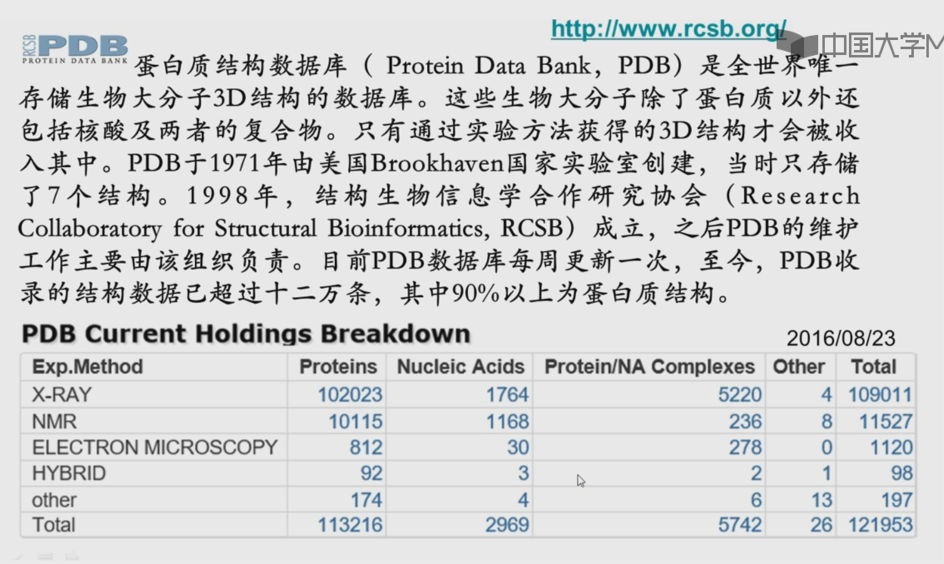 http://www.rcsb.org/
中国大学M
RCSB PDB
PROTEIN DATA BANK
蛋白质结构数据库（ Protein Data Bank，PDB）是全世界唯一
存储生物大分子3D结构的数据库。这些生物大分子除了蛋白质以外还
包括核酸及两者的复合物。只有通过实验方法获得的3D结构才会被收
入其中。PDB于1971年由美国Brookhaven国家实验室创建，当时只存储
了7个结构。1998年，结构生物信息学合作研究协会（Research
Collaboratory for Structural Bioinformatics, RCSB）成立，之后PDB的维护
工作主要由该组织负责。目前PDB数据库每周更新一次，至今，PDB收
录的结构数据已超过十二万条，其中90%以上为蛋白质结构。
PDB Current Holdings Breakdown 2016/08/23
Exp.Method Proteins Nucleic Acids Protein/NA Complexes Other Total
X-RAY 102023 1764 5220 4 109011
NMR 10115 1168 236 8 11527
ELECTRON MICROSCOPY 812 30 278 0 1120
HYBRID 92 3 2 1 98
other 174 4 6 13 197
Total 113216 2969 5742 26 121953